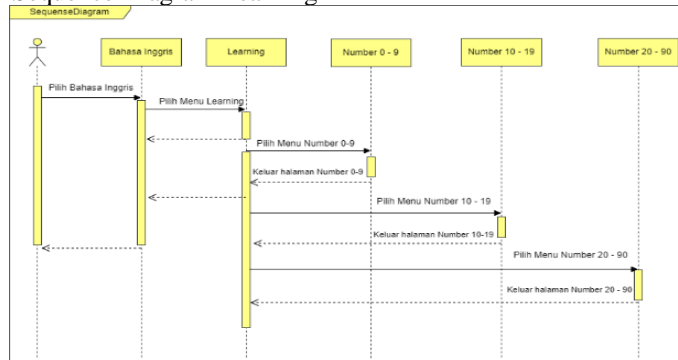 SequenseDiagram
Bahasa Inggris
Learning
Number 0 - 9
Number 10 - 19
Number 20 - 90
Pilih Bahasa Inggris
Pilih Menu Learning
Pilih Menu Number 0-9
Keluar halaman Number 0-9
Pilih Menu Number 10 - 19
Keluar halaman Number 10-19
Pilih Menu Number 20 - 90
Keluar halaman Number 20 - 90